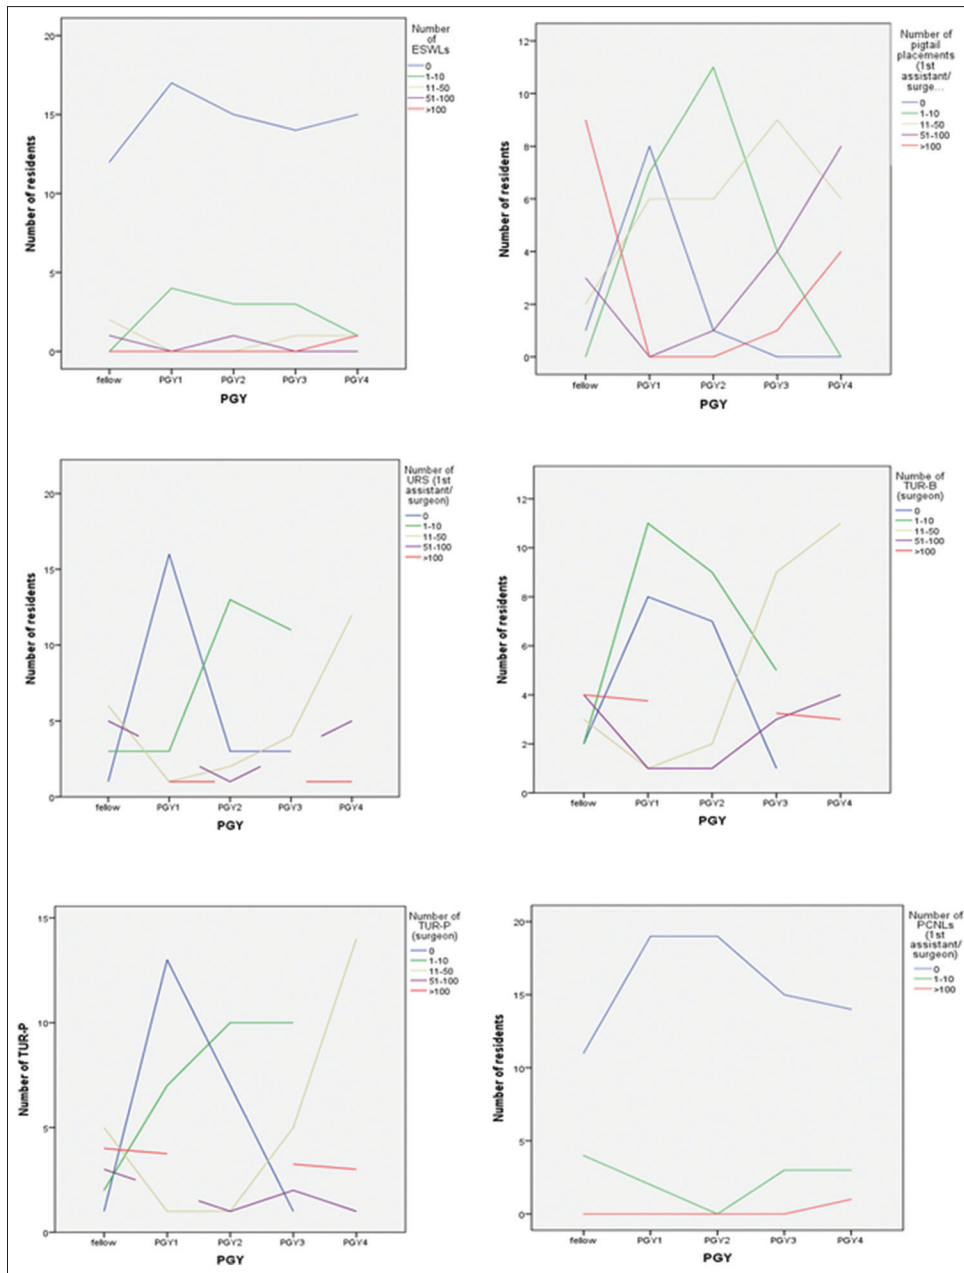 Number
of
ESWLs
0
1-10
11-50
51-100
>100
20
15
10
5
0
Number of residents
fellow PGY1 PGY2 PGY3 PGY4
PGY
Number of
pigtail
placements
(1st
assistant/
surge...
0
1-10
11-50
51-100
>100
12
10
8
6
4
2
0
Number of residents
fellow PGY1 PGY2 PGY3 PGY4
PGY
Number of
URS (1st
assistant/
surgeon)
0
1-10
11-50
51-100
>100
20
15
10
5
0
Number of residents
fellow PGY1 PGY2 PGY3 PGY4
PGY
Numbe of
TUR-B
(surgeon)
0
1-10
11-50
51-100
>100
12
10
8
6
4
2
0
Number of residents
fellow PGY1 PGY2 PGY3 PGY4
PGY
Number of
TUR-P
(surgeon)
0
1-10
11-50
51-100
>100
15
10
5
0
Number of TUR-P
fellow PGY1 PGY2 PGY3 PGY4
PGY
Number of
PCNLs
(1st
assistant/
surgeon)
0
1-10
>100
20
15
10
5
0
Number of residents
fellow PGY1 PGY2 PGY3 PGY4
PGY